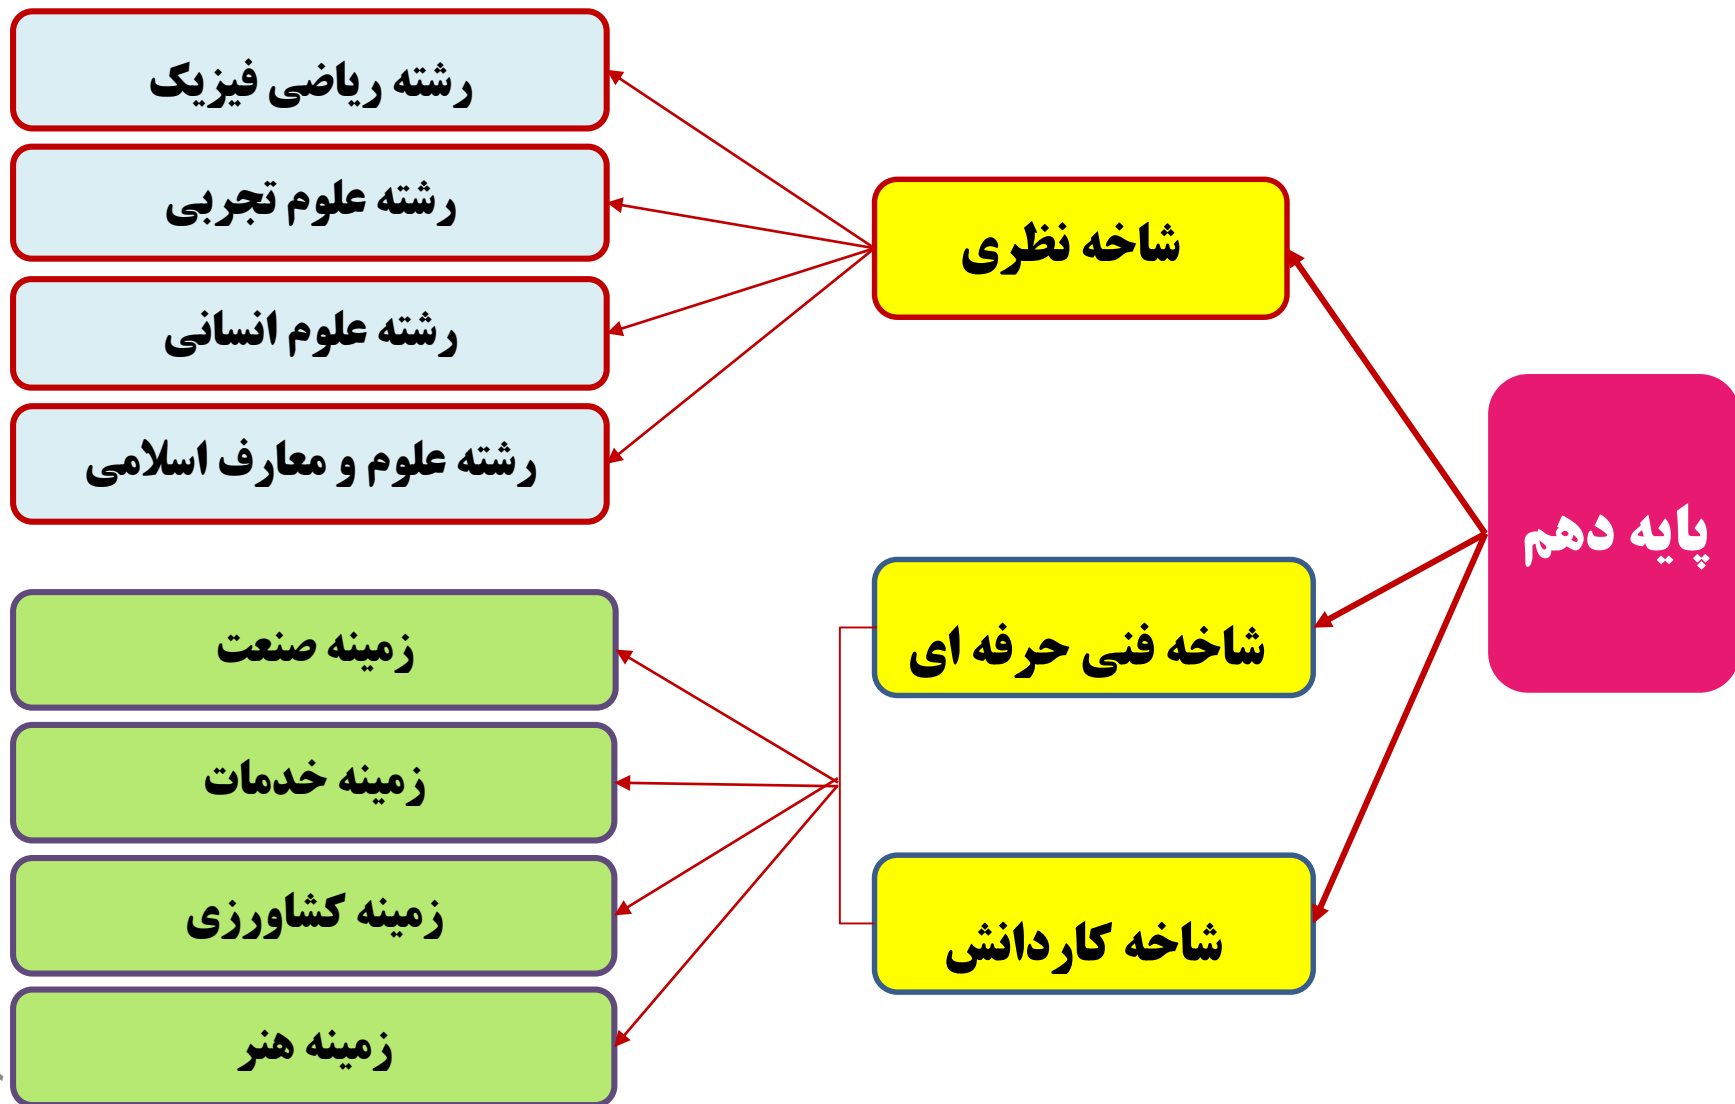 پایه دهم
شاخه نظری
رشته ریاضی فیزیک
رشته علوم تجربی
رشته علوم انسانی
رشته علوم و معارف اسلامی
شاخه فنی حرفه ای
شاخه کاردانش
زمینه صنعت
زمینه خدمات
زمینه کشاورزی
زمینه هنر